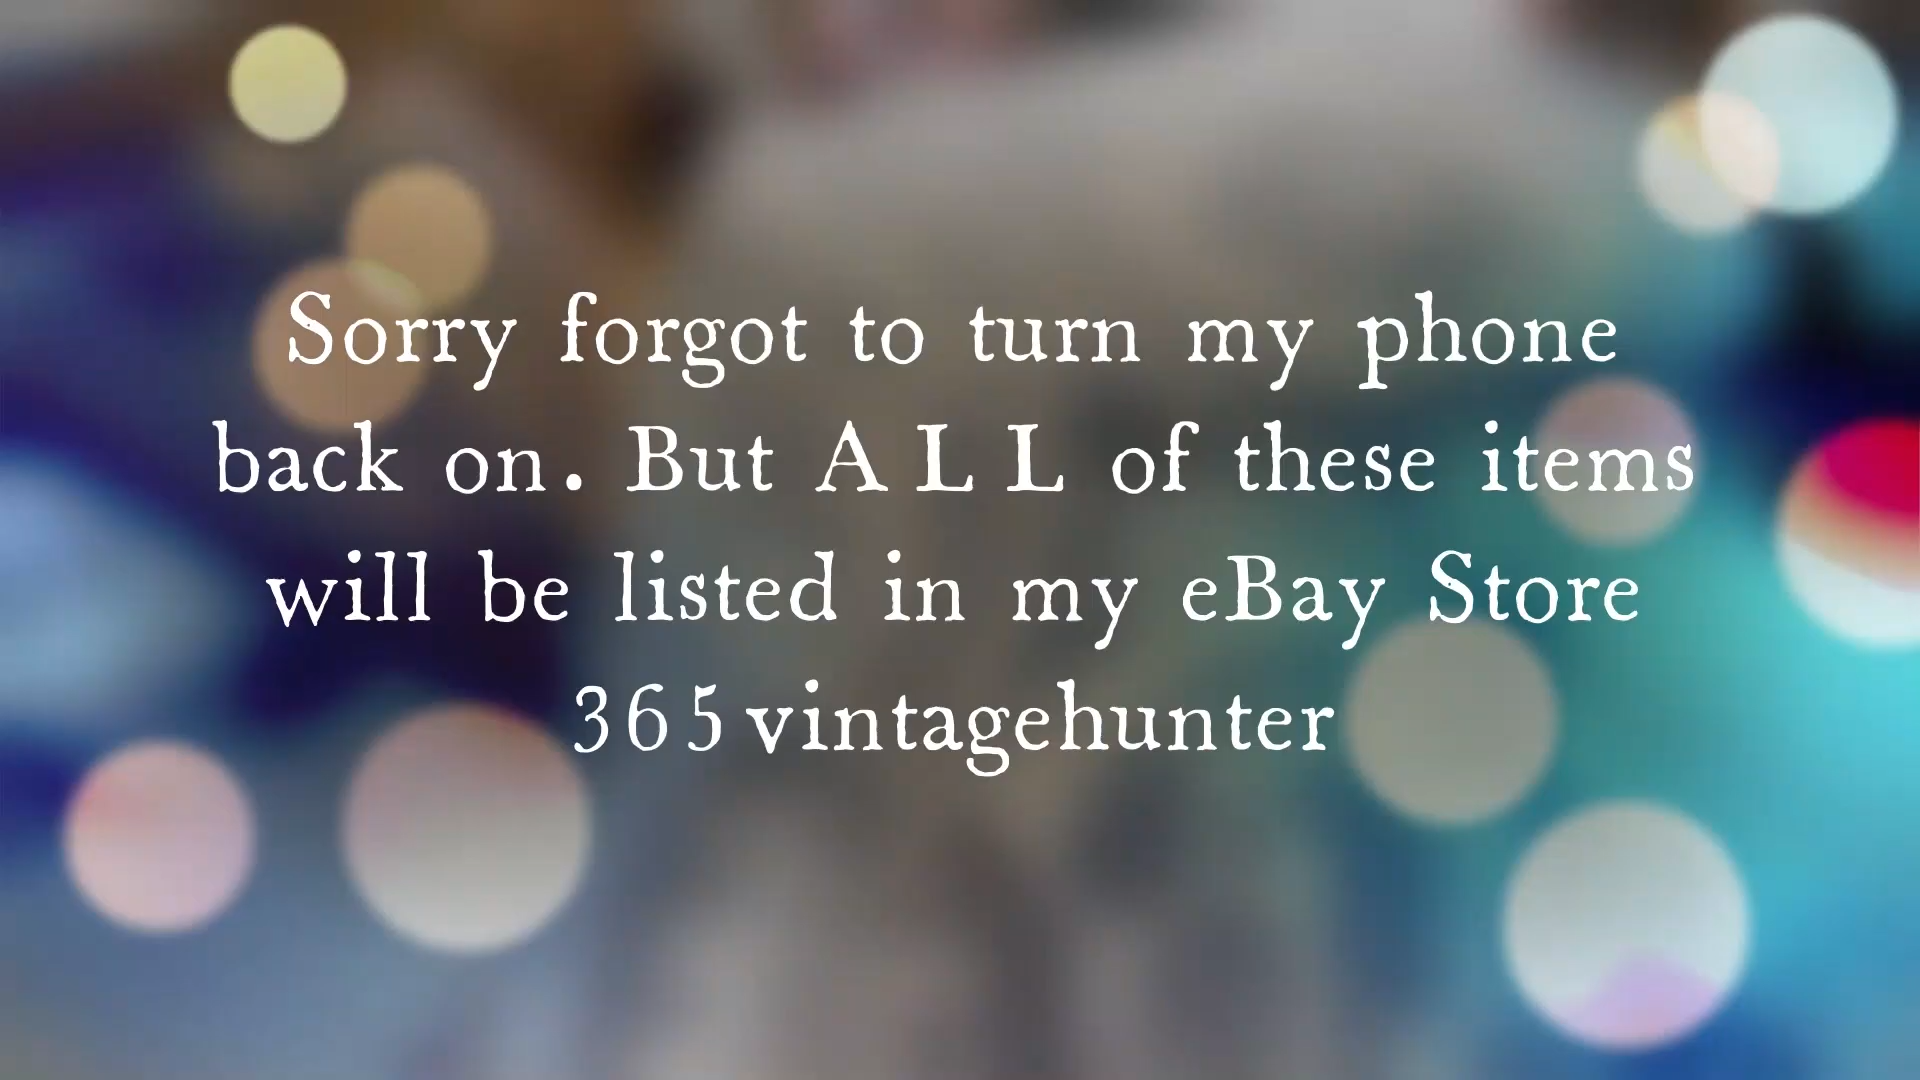 Sorry forgot to turn my phone
back on. But ALL of these items
will be listed in my eBay Store
365vintagehunter